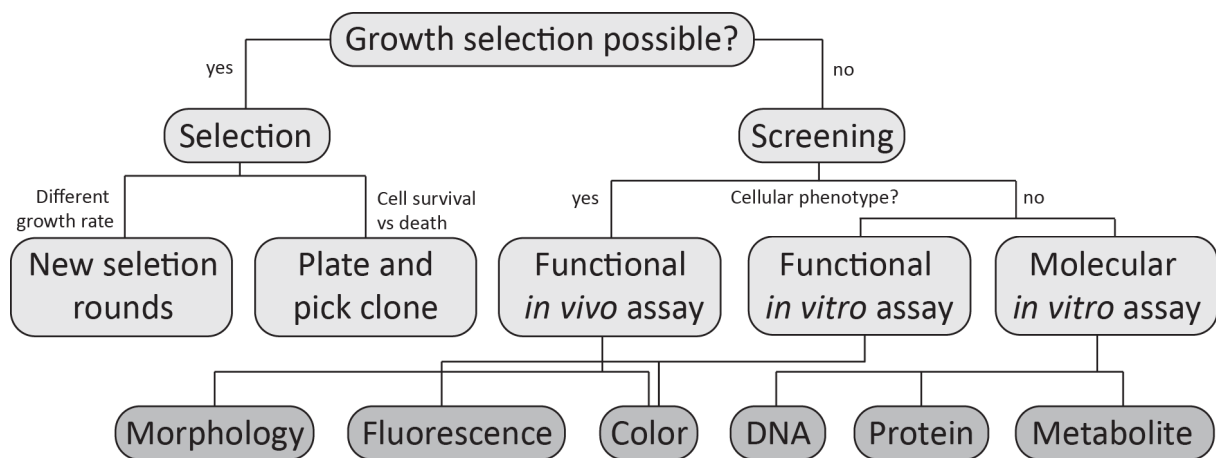 Growth selection possible?
yes
no
Selection
Screening
Different
growth rate
Cell survival
vs death
yes
Cellular phenotype?
no
New seletion
rounds
Plate and
pick clone
Functional
in vivo assay
Functional
in vitro assay
Molecular
in vitro assay
Morphology
Fluorescence
Color
DNA
Protein
Metabolite